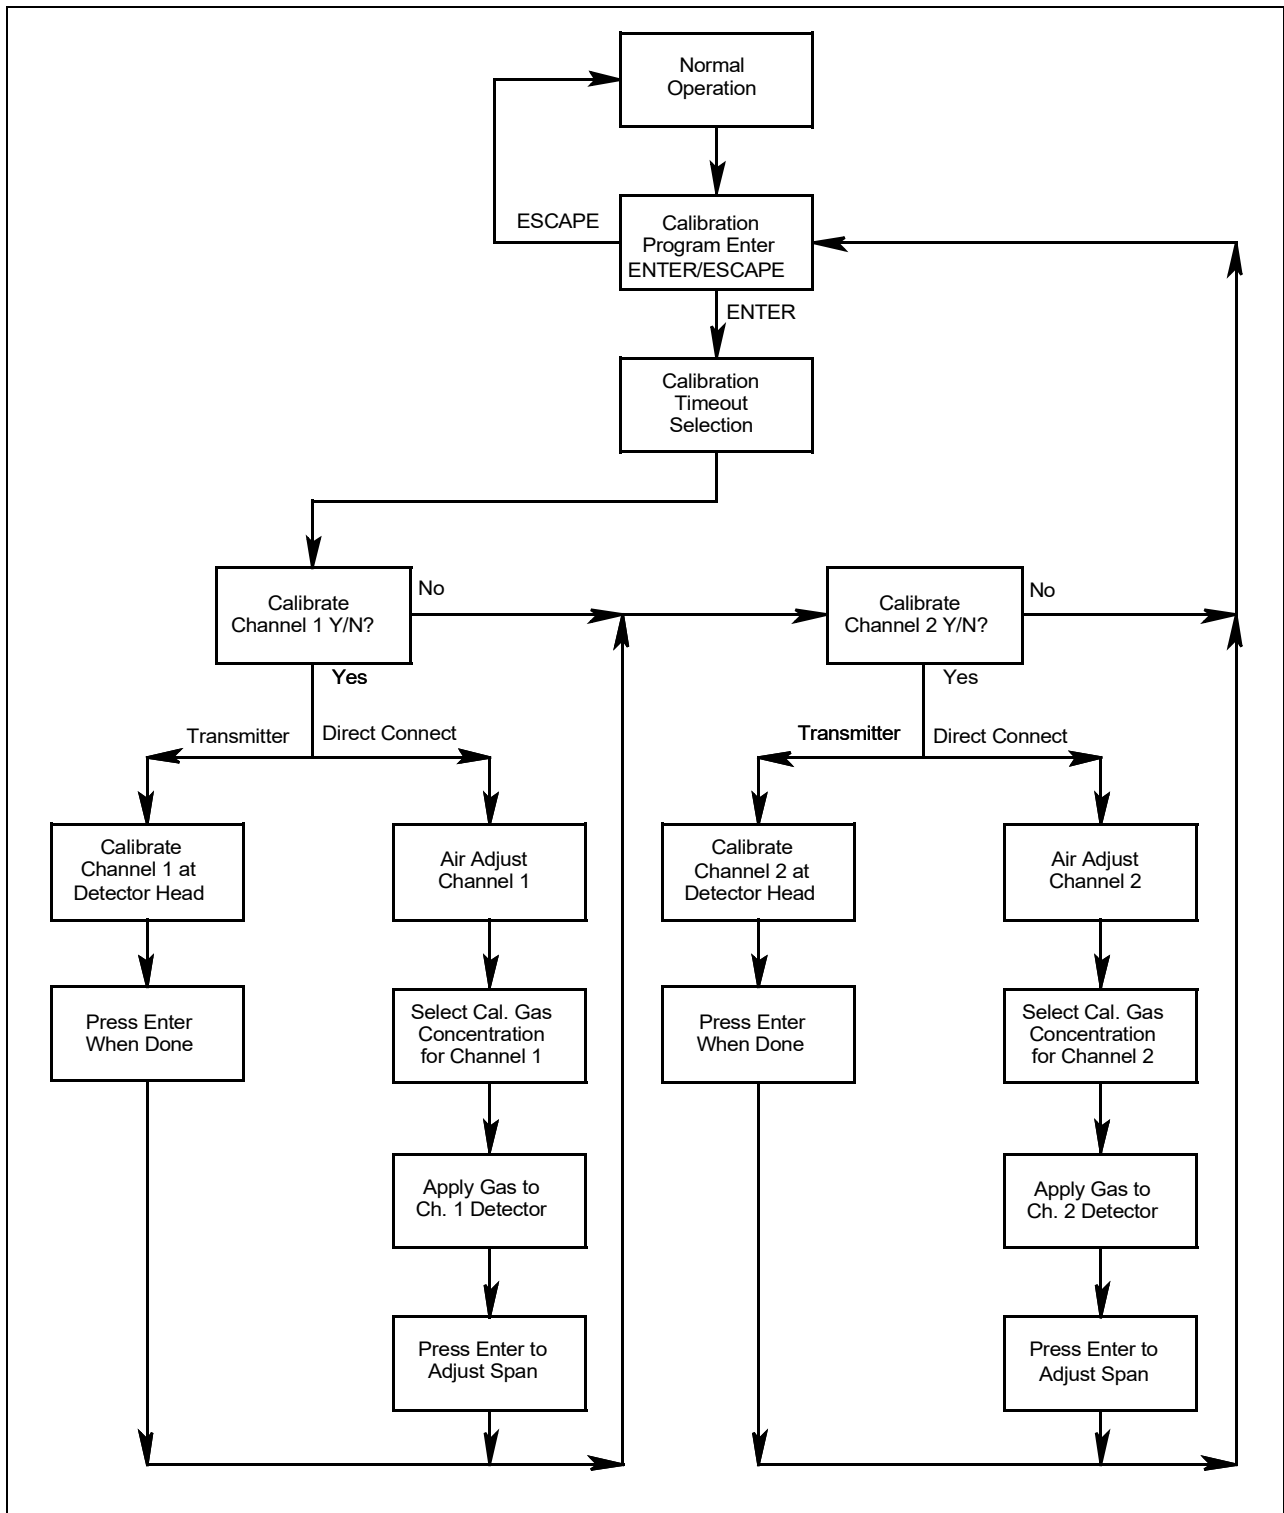 Normal
Operation
ESCAPE
Calibration
Program Enter
ENTER/ESCAPE
ENTER
Calibration
Timeout
Selection
Calibrate
Channel 1 Y/N?
No
Yes
Transmitter
Direct Connect
Calibrate
Channel 1 at
Detector Head
Press Enter
When Done
Air Adjust
Channel 1
Select Cal. Gas
Concentration
for Channel 1
Apply Gas to
Ch. 1 Detector
Press Enter to
Adjust Span
Calibrate
Channel 2 Y/N?
No
Yes
Transmitter
Direct Connect
Calibrate
Channel 2 at
Detector Head
Press Enter
When Done
Air Adjust
Channel 2
Select Cal. Gas
Concentration
for Channel 2
Apply Gas to
Ch. 2 Detector
Press Enter to
Adjust Span